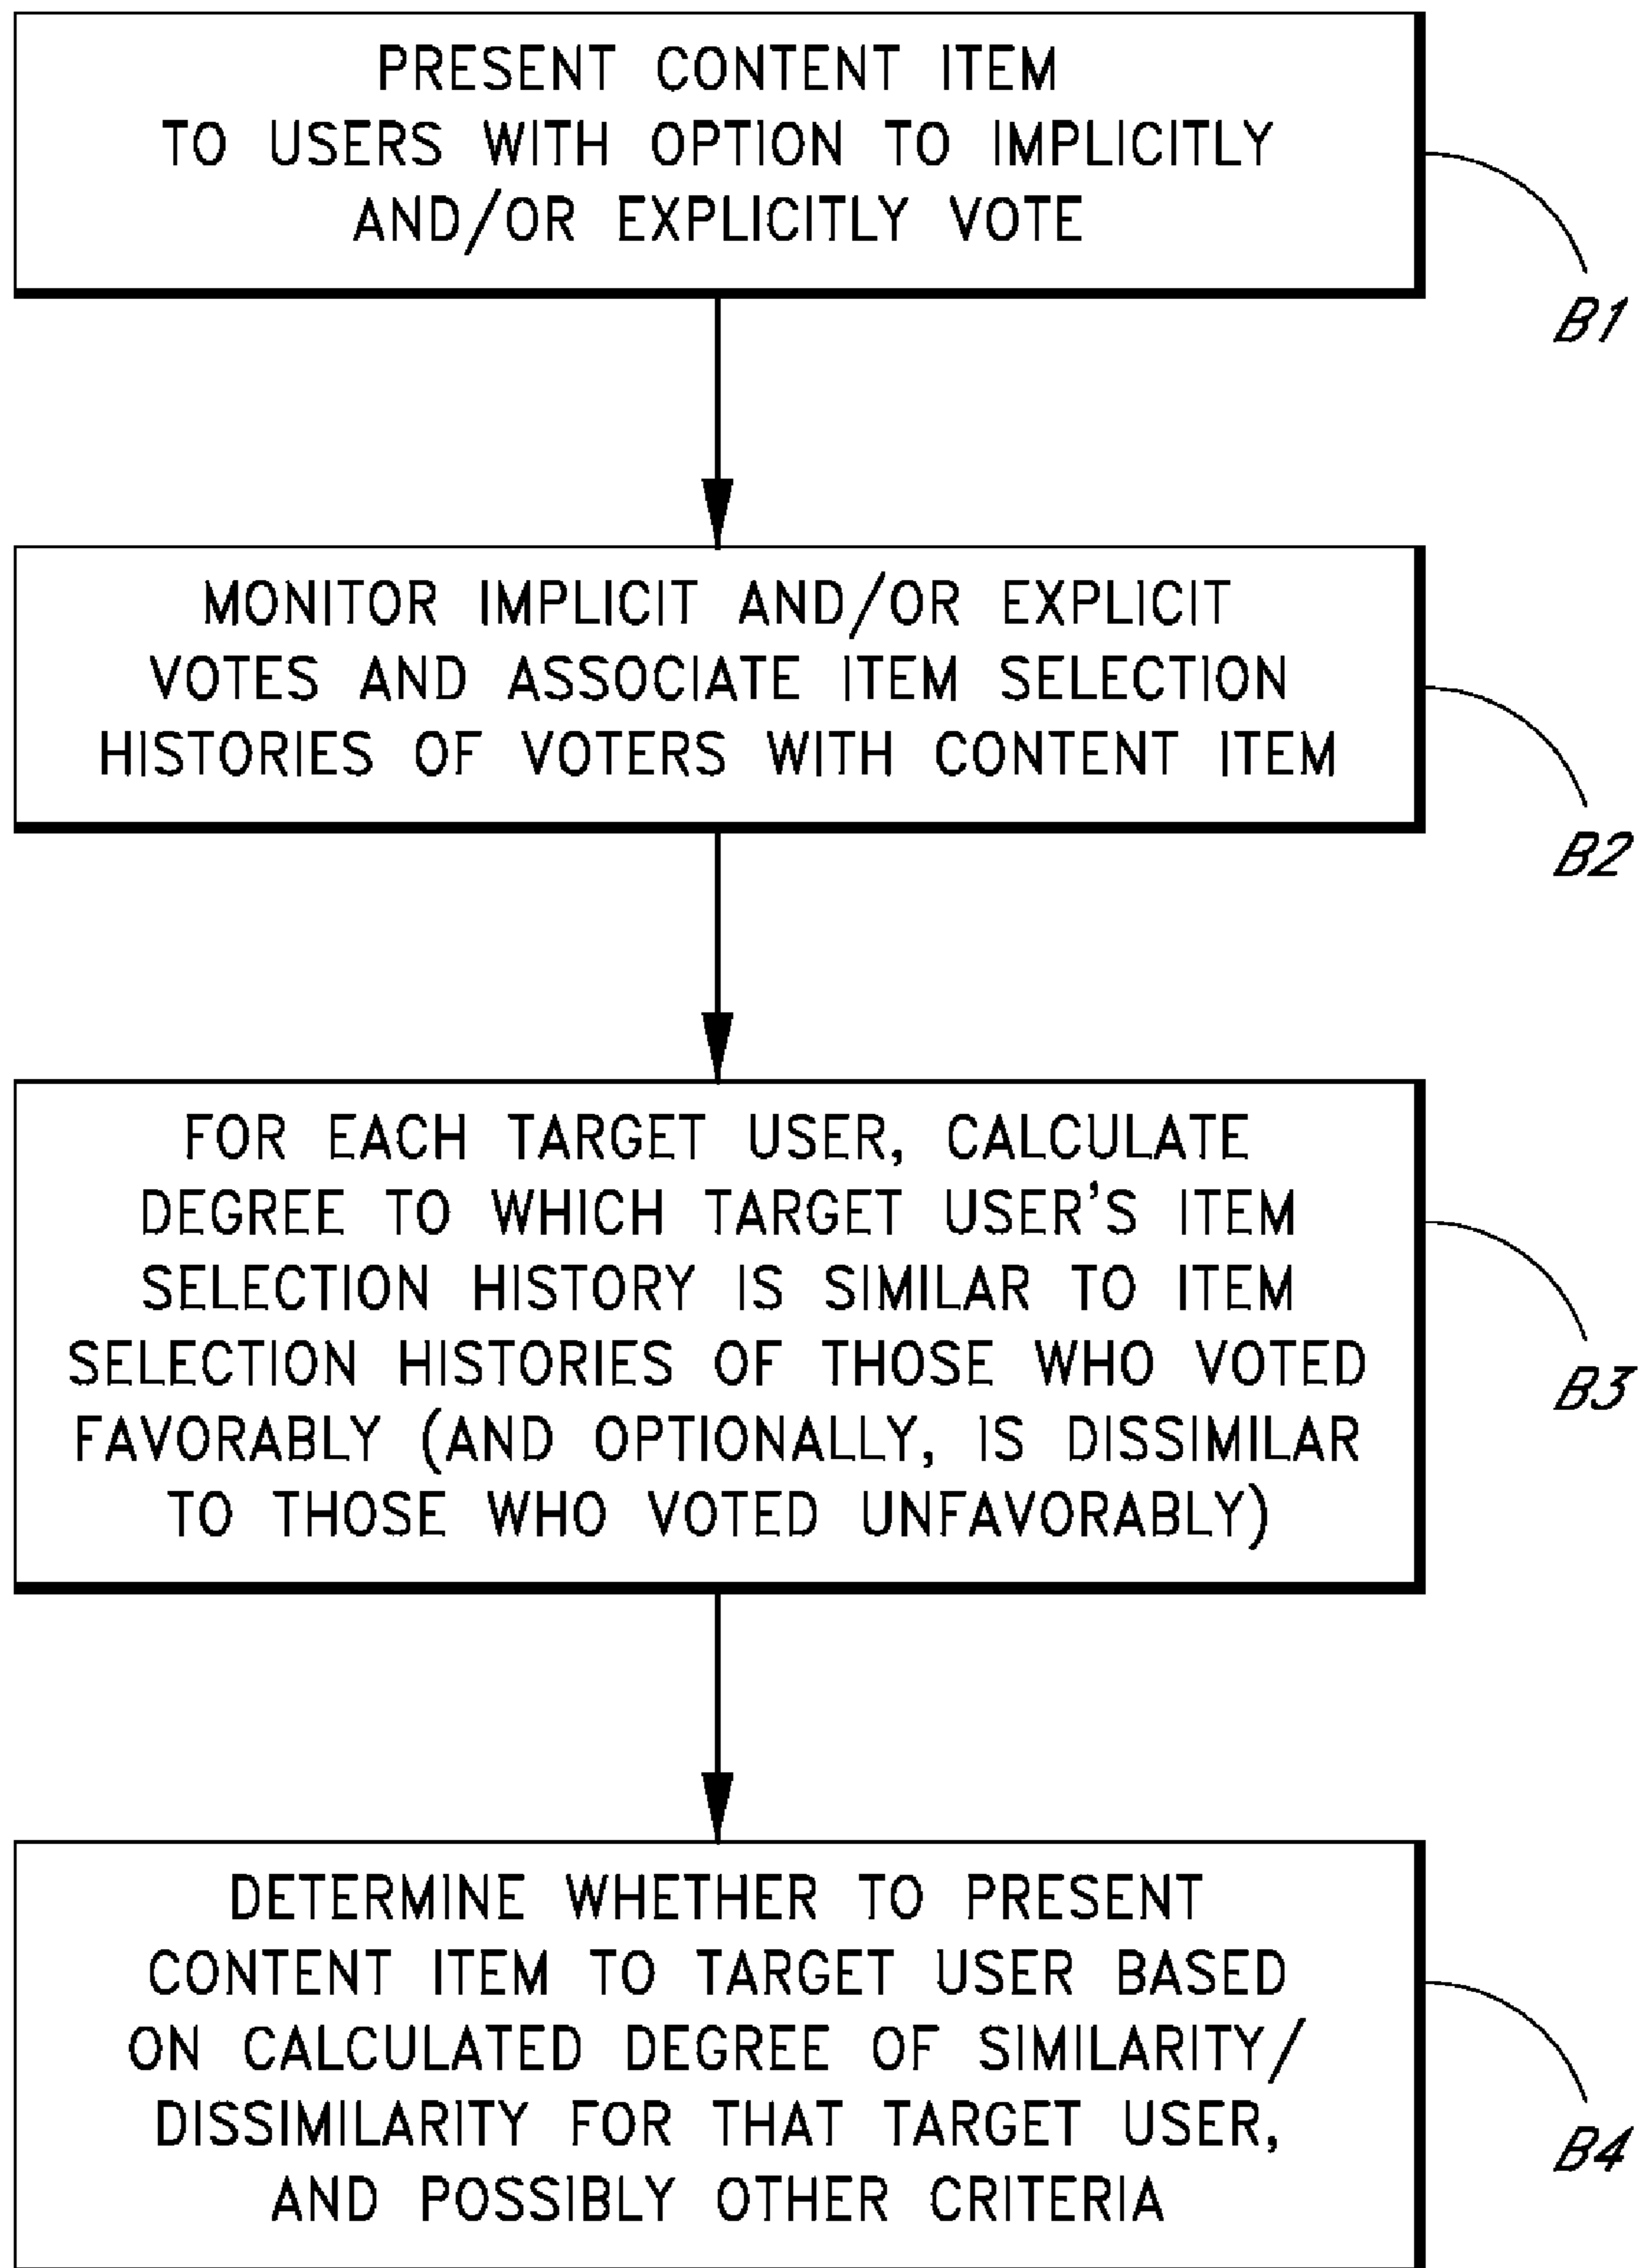 PRESENT CONTENT ITEM
TO USERS WITH OPTION TO IMPLICITLY
AND/OR EXPLICITLY VOTE
B1
MONITOR IMPLICIT AND/OR EXPLICIT
VOTES AND ASSOCIATE ITEM SELECTION
HISTORIES OF VOTERS WITH CONTENT ITEM
B2
FOR EACH TARGET USER, CALCULATE
DEGREE TO WHICH TARGET USER'S ITEM
SELECTION HISTORY IS SIMILAR TO ITEM
SELECTION HISTORIES OF THOSE WHO VOTED
FAVORABLY (AND OPTIONALLY, IS DISSIMILAR
TO THOSE WHO VOTED UNFAVORABLY)
B3
DETERMINE WHETHER TO PRESENT
CONTENT ITEM TO TARGET USER BASED
ON CALCULATED DEGREE OF SIMILARITY/
DISSIMILARITY FOR THAT TARGET USER,
AND POSSIBLY OTHER CRITERIA
B4